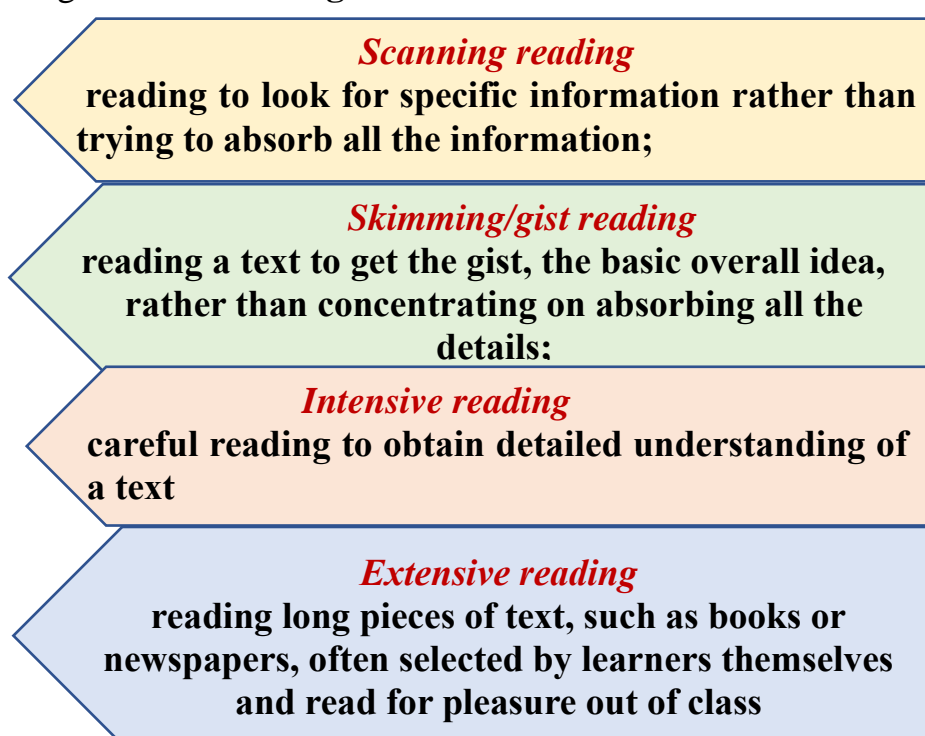 Scanning reading
reading to look for specific information rather than
trying to absorb all the information;
Skimming/gist reading
reading a text to get the gist, the basic overall idea,
rather than concentrating on absorbing all the
details;
Intensive reading
careful reading to obtain detailed understanding of
a text
Extensive reading
reading long pieces of text, such as books or
newspapers, often selected by learners themselves
and read for pleasure out of class